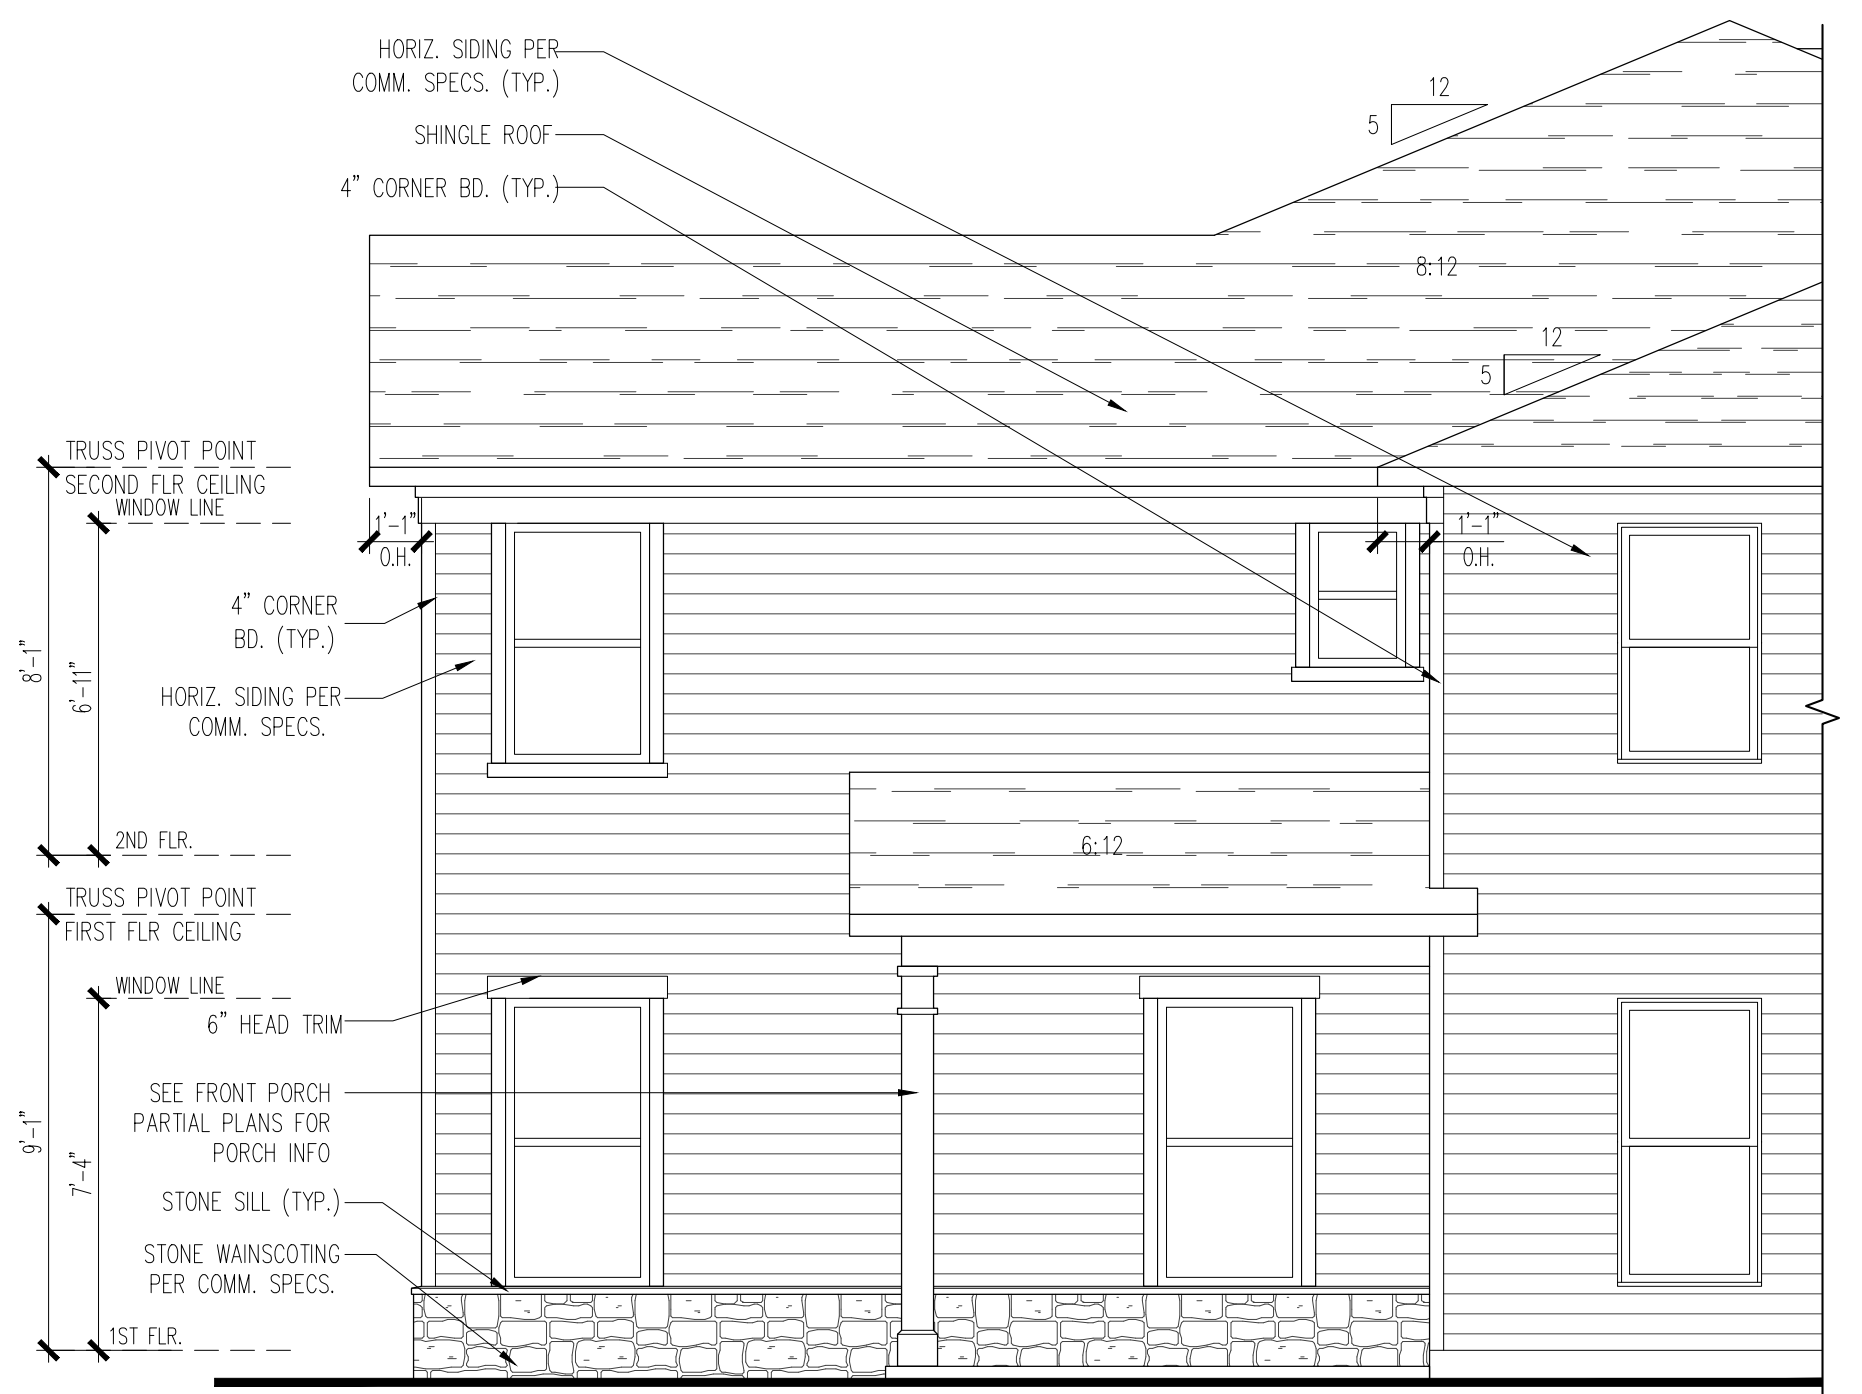 HORIZ. SIDING PER
COMM. SPECS. (TYP.)
SHINGLE ROOF
4” CORNER BD. (TYP.)
12
5
8:12
12
5
TRUSS PIVOT POINT
SECOND FLR CEILING
WINDOW LINE
1'-1"
O.H.
1'-1"
O.H.
4” CORNER
BD. (TYP.)
8'-1"
6'-11"
HORIZ. SIDING PER
COMM. SPECS.
2ND FLR.
6:12
TRUSS PIVOT POINT
FIRST FLR CEILING
WINDOW LINE
6” HEAD TRIM
SEE FRONT PORCH
PARTIAL PLANS FOR
PORCH INFO
9'-1"
7'-4"
STONE SILL (TYP.)
STONE WAINSCOTING
PER COMM. SPECS.
1ST FLR.